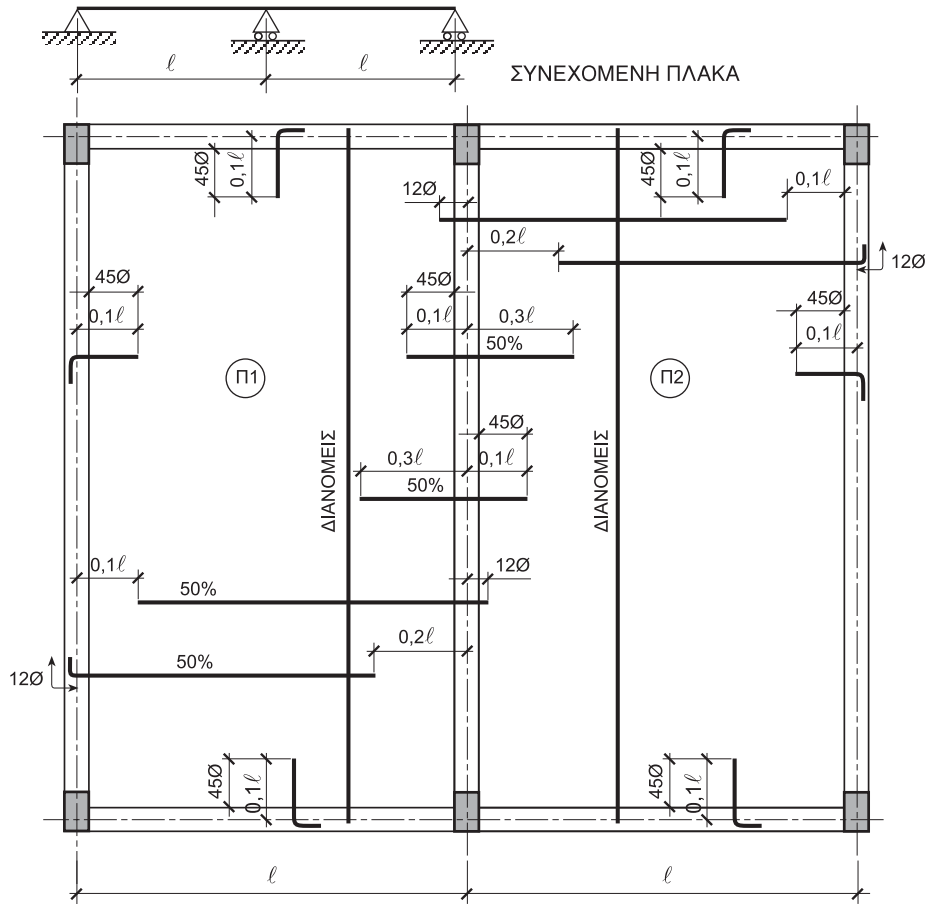 ℓ
ℓ
ΣΥΝΕΧΟΜΕΝΗ ΠΛΑΚΑ
45Ø
0,1ℓ
45Ø
0,1ℓ
0,1ℓ
12Ø
0,2ℓ
12Ø
45Ø
0,1ℓ
45Ø
0,1ℓ
0,3ℓ
50%
45Ø
0,1ℓ
Π1
Π2
ΔΙΑΝΟΜΕΙΣ
ΔΙΑΝΟΜΕΙΣ
45Ø
0,3ℓ
0,1ℓ
50%
0,1ℓ
50%
12Ø
0,2ℓ
50%
12Ø
45Ø
0,1ℓ
45Ø
0,1ℓ
ℓ
ℓ